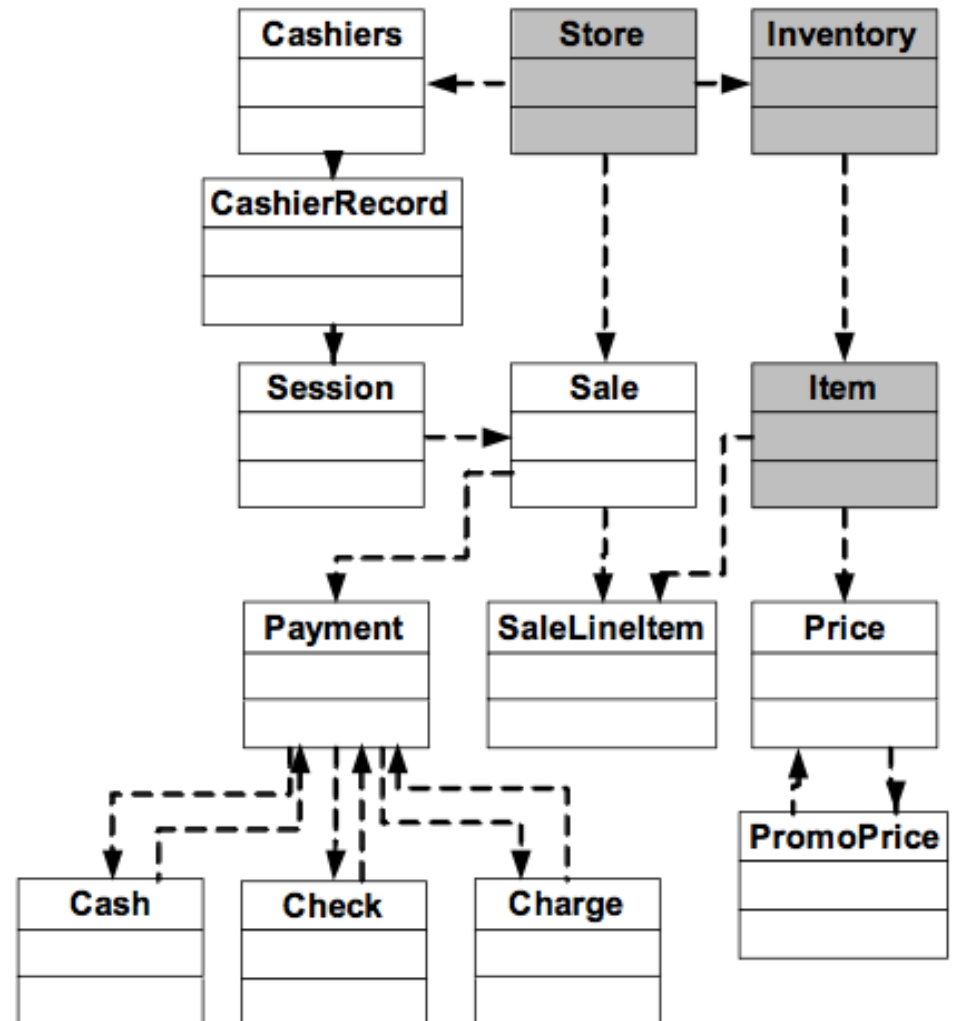 Cashiers
Store
Inventory
CashierRecord
Session
Sale
Item
Payment
SaleLineItem
Price
PromoPrice
Cash
Check
Charge